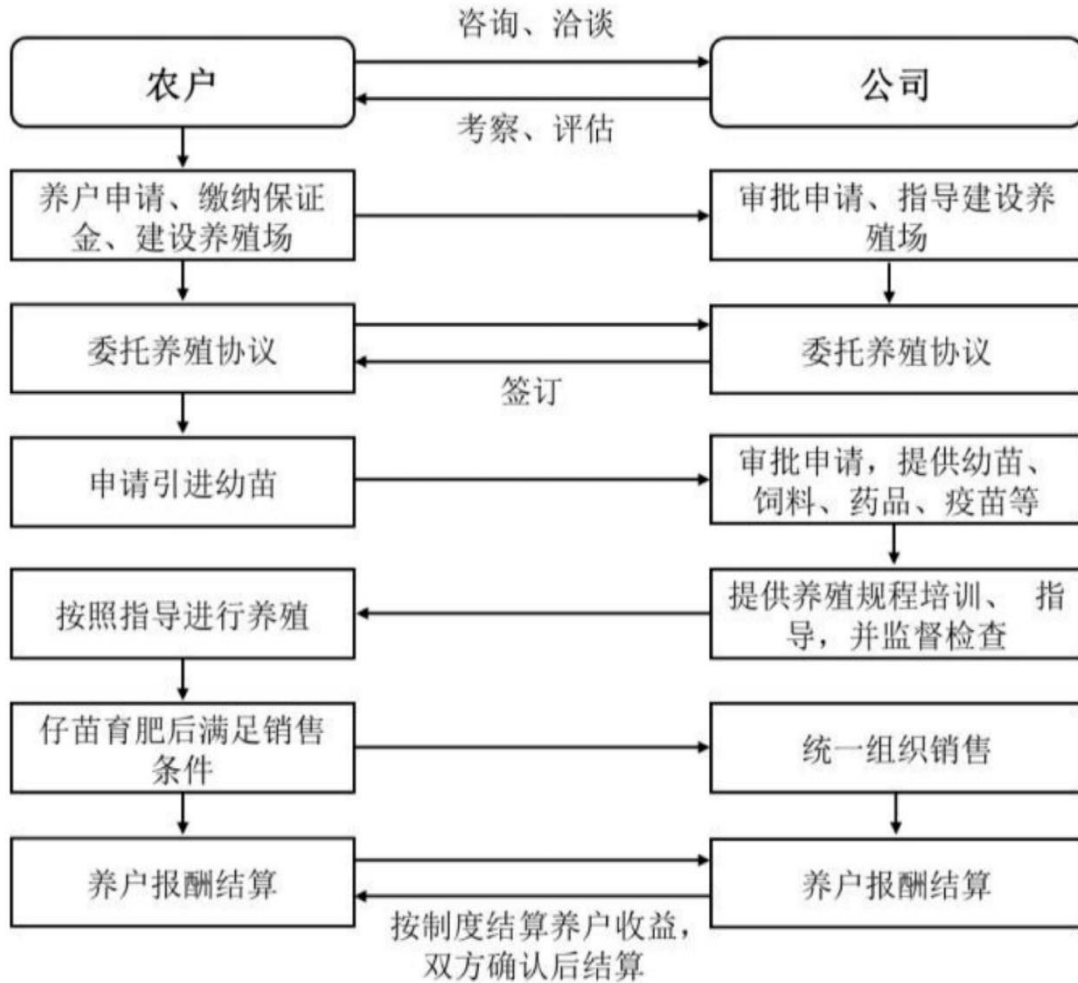 咨询、洽谈
农户
公司
考察、评估
养户申请、缴纳保证
金、建设养殖场
审批申请、指导建设养
殖场
委托养殖协议
委托养殖协议
签订
申请引进幼苗
审批申请，提供幼苗、
饲料、药品、疫苗等
按照指导进行养殖
提供养殖规程培训、 指
导，并监督检查
仔苗育肥后满足销售
条件
统一组织销售
养户报酬结算
养户报酬结算
按制度结算养户收益，
双方确认后结算